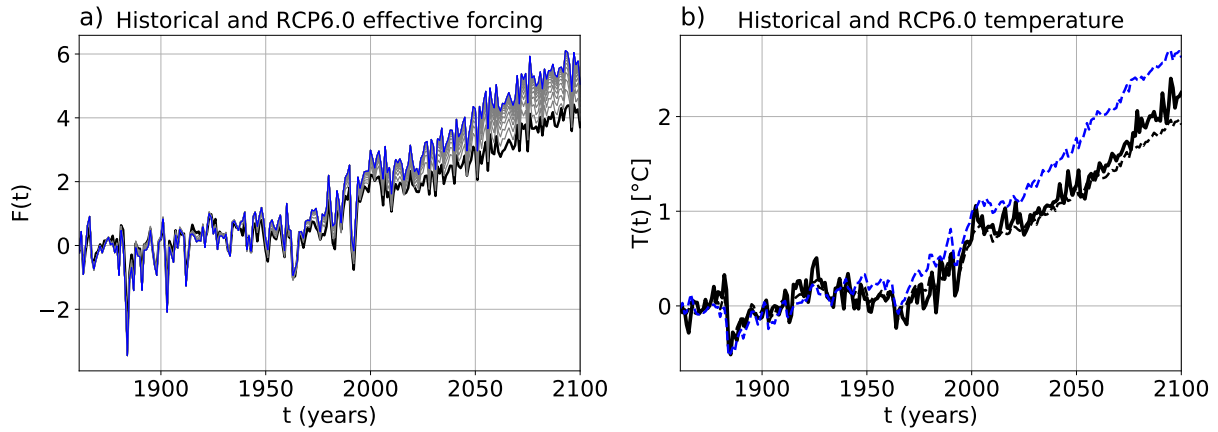 a) Historical and RCP6.0 effective forcing
F(t)
6
4
2
0
−2
1900 1950 2000 2050 2100
t (years)
b) Historical and RCP6.0 temperature
T(t) [°C]
2
1
0
1900 1950 2000 2050 2100
t (years)